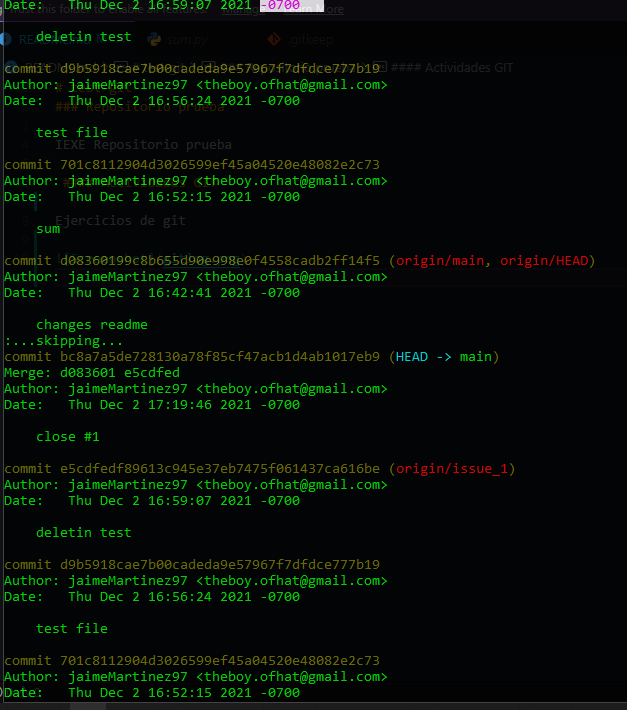 Date:   Thu Dec 2 16:59:07 2021 -0700
deletin test
commit d9b5918cae7b00cadeda9e57967f7dfdce777b19
Author: jaimeMartinez97 <theboy.ofhat@gmail.com>
Date:   Thu Dec 2 16:56:24 2021 -0700
### Repositorio prueba
test file
IEXE Repositorio prueba
commit 701c8112904d3026599ef45a04520e48082e2c73
Author: jaimeMartinez97 <theboy.ofhat@gmail.com>
Date:   Thu Dec 2 16:52:15 2021 -0700
Ejercicios de git
sum
commit d08360199c8b655d90e998e0f4558cadb2ff14f5 (origin/main, origin/HEAD)
Author: jaimeMartinez97 <theboy.ofhat@gmail.com>
Date:   Thu Dec 2 16:42:41 2021 -0700
changes readme
:...skipping...
commit bc8a7a5de728130a78f85cf47acb1d4ab1017eb9 (HEAD -> main)
Merge: d083601 e5cdfed
Author: jaimeMartinez97 <theboy.ofhat@gmail.com>
Date:   Thu Dec 2 17:19:46 2021 -0700
close #1
commit e5cdfedf89613c945e37eb7475f061437ca616be (origin/issue_1)
Author: jaimeMartinez97 <theboy.ofhat@gmail.com>
Date:   Thu Dec 2 16:59:07 2021 -0700
deletin test
commit d9b5918cae7b00cadeda9e57967f7dfdce777b19
Author: jaimeMartinez97 <theboy.ofhat@gmail.com>
Date:   Thu Dec 2 16:56:24 2021 -0700
test file
commit 701c8112904d3026599ef45a04520e48082e2c73
Author: jaimeMartinez97 <theboy.ofhat@gmail.com>
Date:   Thu Dec 2 16:52:15 2021 -0700